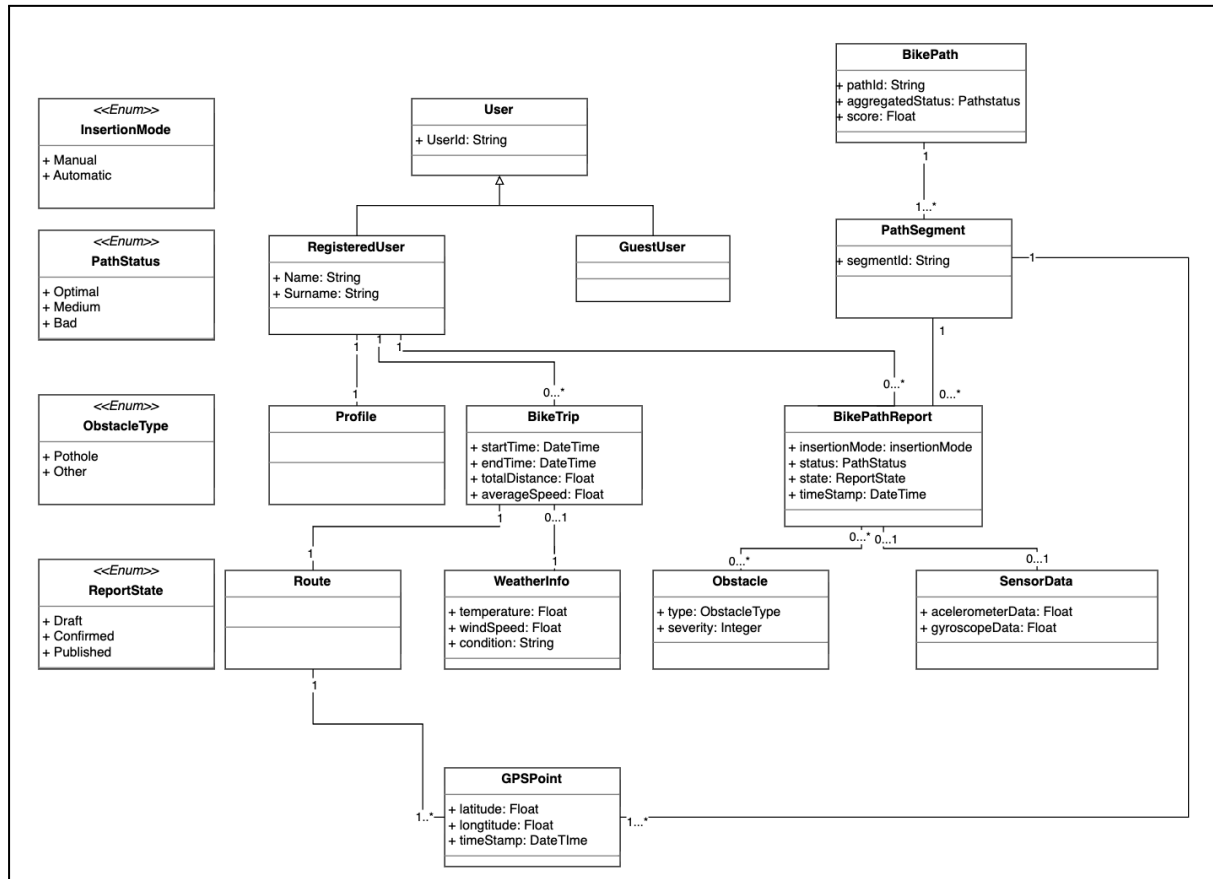 BikePath
+ pathId: String
+ aggregatedStatus: Pathstatus
+ score: Float
1
1...*
<<Enum>>
InsertionMode
+ Manual
+ Automatic
User
+ UserId: String
<<Enum>>
PathStatus
+ Optimal
+ Medium
+ Bad
RegisteredUser
+ Name: String
+ Surname: String
GuestUser
PathSegment
+ segmentId: String
1
1
1
1
1
1
0...*
0...*
0...*
<<Enum>>
ObstacleType
+ Pothole
+ Other
Profile
BikeTrip
+ startTime: DateTime
+ endTime: DateTime
+ totalDistance: Float
+ averageSpeed: Float
BikePathReport
+ insertionMode: insertionMode
+ status: PathStatus
+ state: ReportState
+ timeStamp: DateTime
1
0...1
0...*
0...1
1
1
0...*
0...1
<<Enum>>
ReportState
+ Draft
+ Confirmed
+ Published
Route
WeatherInfo
+ temperature: Float
+ windSpeed: Float
+ condition: String
Obstacle
+ type: ObstacleType
+ severity: Integer
SensorData
+ acelerometerData: Float
+ gyroscopeData: Float
1
GPSPoint
+ latitude: Float
+ longtitude: Float
+ timeStamp: DateTIme
1..*
1...*